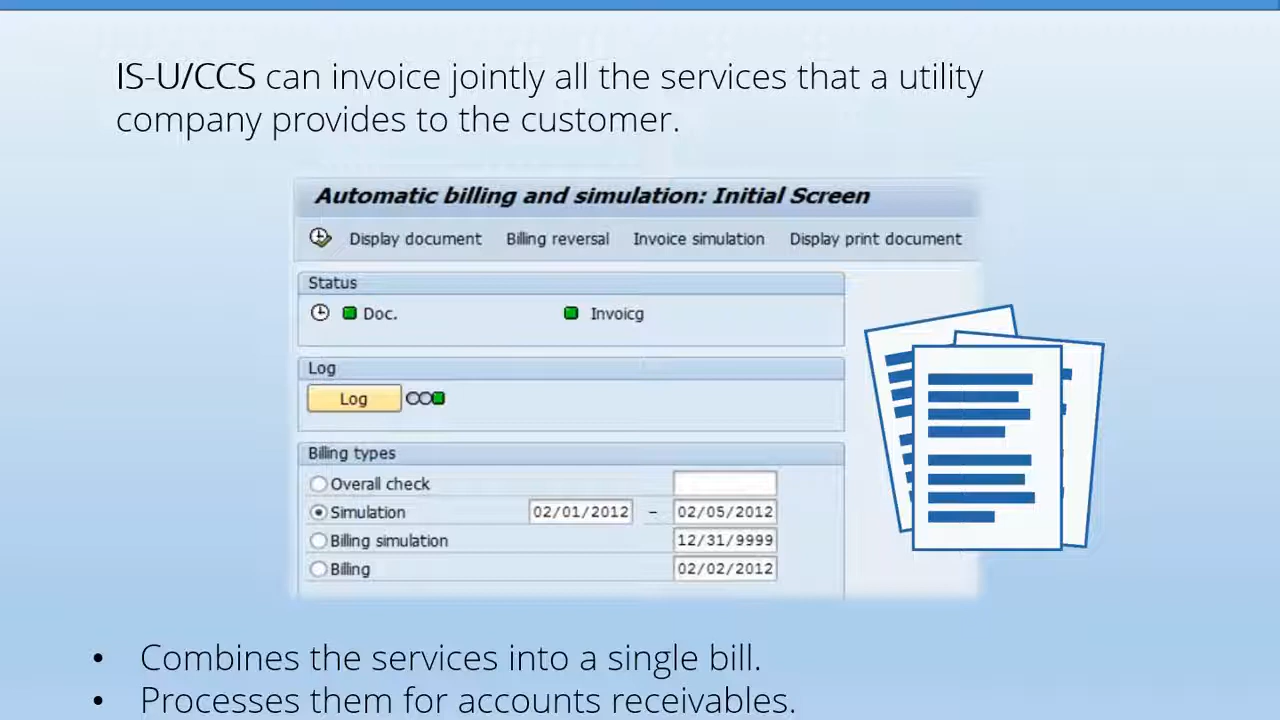 IS-U/CCS can invoice jointly all the services that a utility
company provides to the customer.
Automatic billing and simulation: Initial Screen
Display document Billing reversal Invoice simulation Display print document
Status
Doc. Invoicg
Log
Log
Billing types
Overall check
Simulation 02/01/2012 - 02/05/2012
Billing simulation 12/31/9999
Billing 02/02/2012
• Combines the services into a single bill.
• Processes them for accounts receivables.